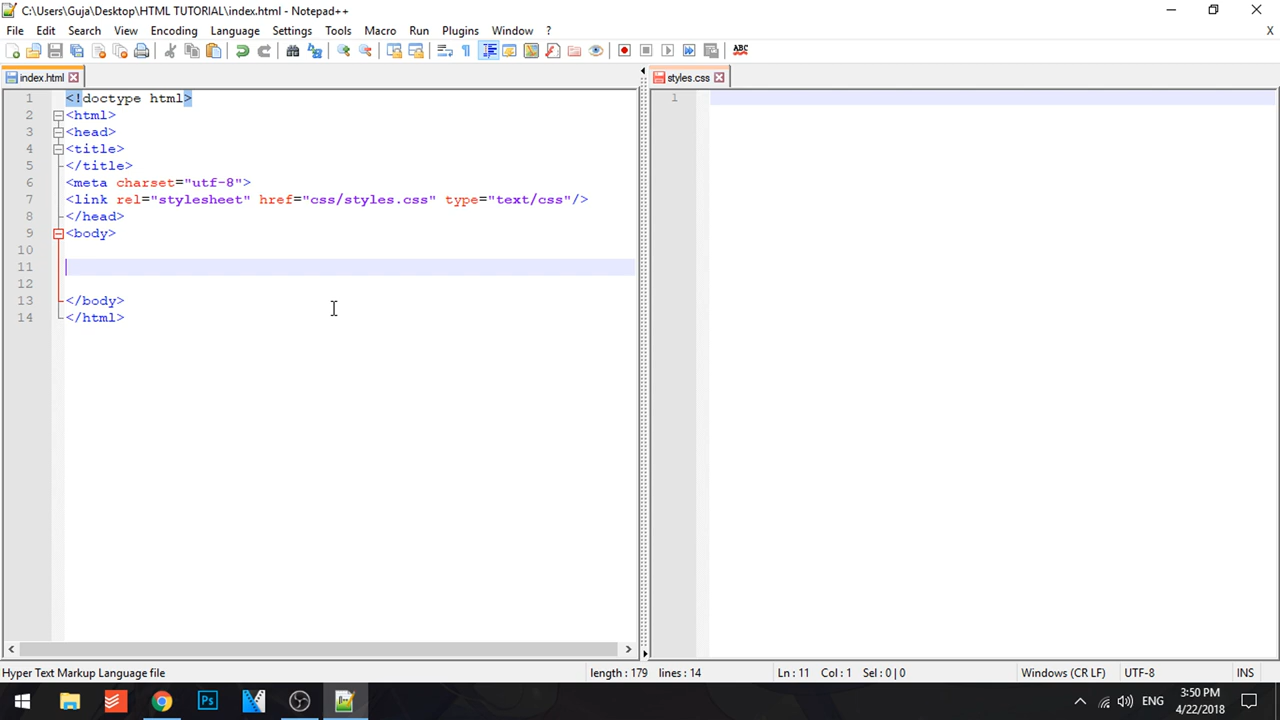 C:\Users\Guja\Desktop\HTML TUTORIAL\index.html - Notepad++
File Edit Search View Encoding Language Settings Tools Macro Run Plugins Window ? X
ABC
index.html
styles.css
1 <!doctype html>
2 <html>
3 <head>
4 <title>
5 </title>
6 <meta charset="utf-8">
7 <link rel="stylesheet" href="css/styles.css" type="text/css"/>
8 </head>
9 <body>
10
11
12
13 </body>
14 </html>
1
Hyper Text Markup Language file length : 179 lines : 14 Ln : 11 Col : 1 Sel : 0 | 0 Windows (CR LF) UTF-8 INS
Ps
ENG
3:50 PM
4/22/2018